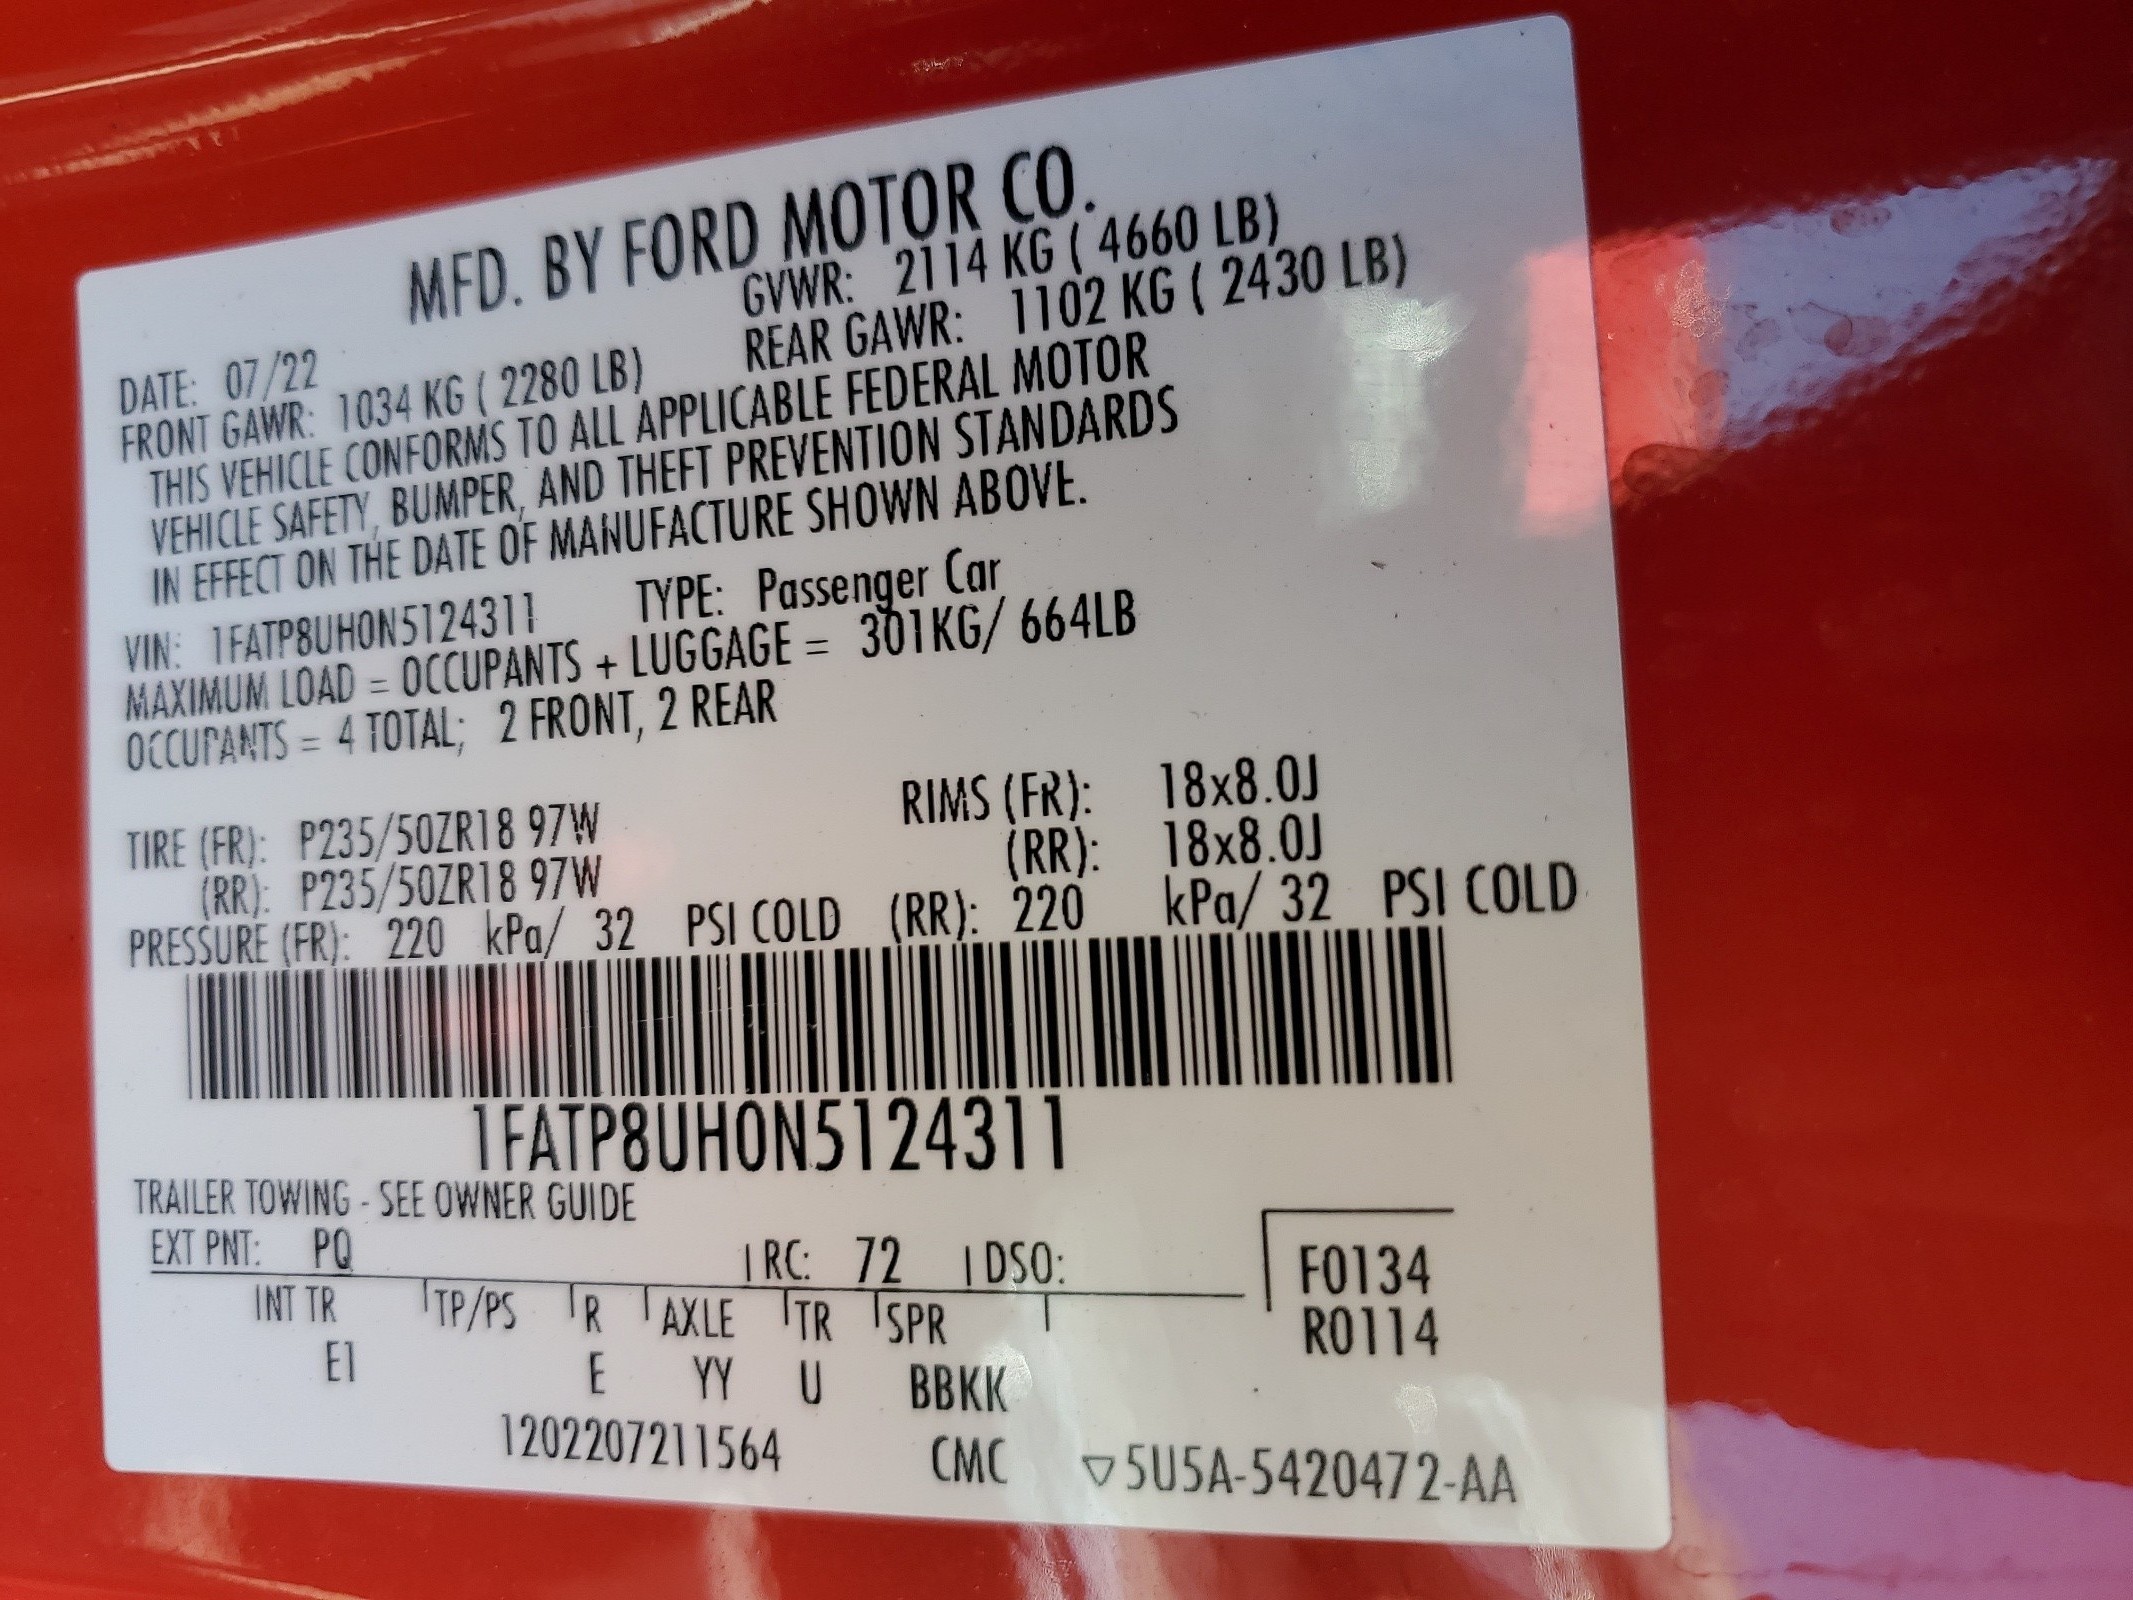 MFD. BY FORD MOTOR CO.
DATE: 07/22 GVWR: 2114 KG ( 4660 LB)
FRONT GAWR: 1034 KG ( 2280 LB) REAR GAWR: 1102 KG ( 2430 LB)
THIS VEHICLE CONFORMS TO ALL APPLICABLE FEDERAL MOTOR
VEHICLE SAFETY, BUMPER, AND THEFT PREVENTION STANDARDS
IN EFFECT ON THE DATE OF MANUFACTURE SHOWN ABOVE.
VIN: 1FATP8UH0N5124311 TYPE: Passenger Car
MAXIMUM LOAD = OCCUPANTS + LUGGAGE = 301KG/ 664LB
OCCUPANTS = 4 TOTAL; 2 FRONT, 2 REAR
TIRE (FR): P235/50ZR18 97W RIMS (FR): 18x8.0J
(RR): P235/50ZR18 97W (RR): 18x8.0J
PRESSURE (FR): 220 kPa/ 32 PSI COLD (RR): 220 kPa/ 32 PSI COLD
1FATP8UH0N5124311
TRAILER TOWING - SEE OWNER GUIDE
EXT PNT: PQ RC: 72 DSO: F0134
INT TR TP/PS R AXLE TR SPR R0114
E1 E YY U BBKK
1202207211564 CMC ▽5U5A-5420472-AA